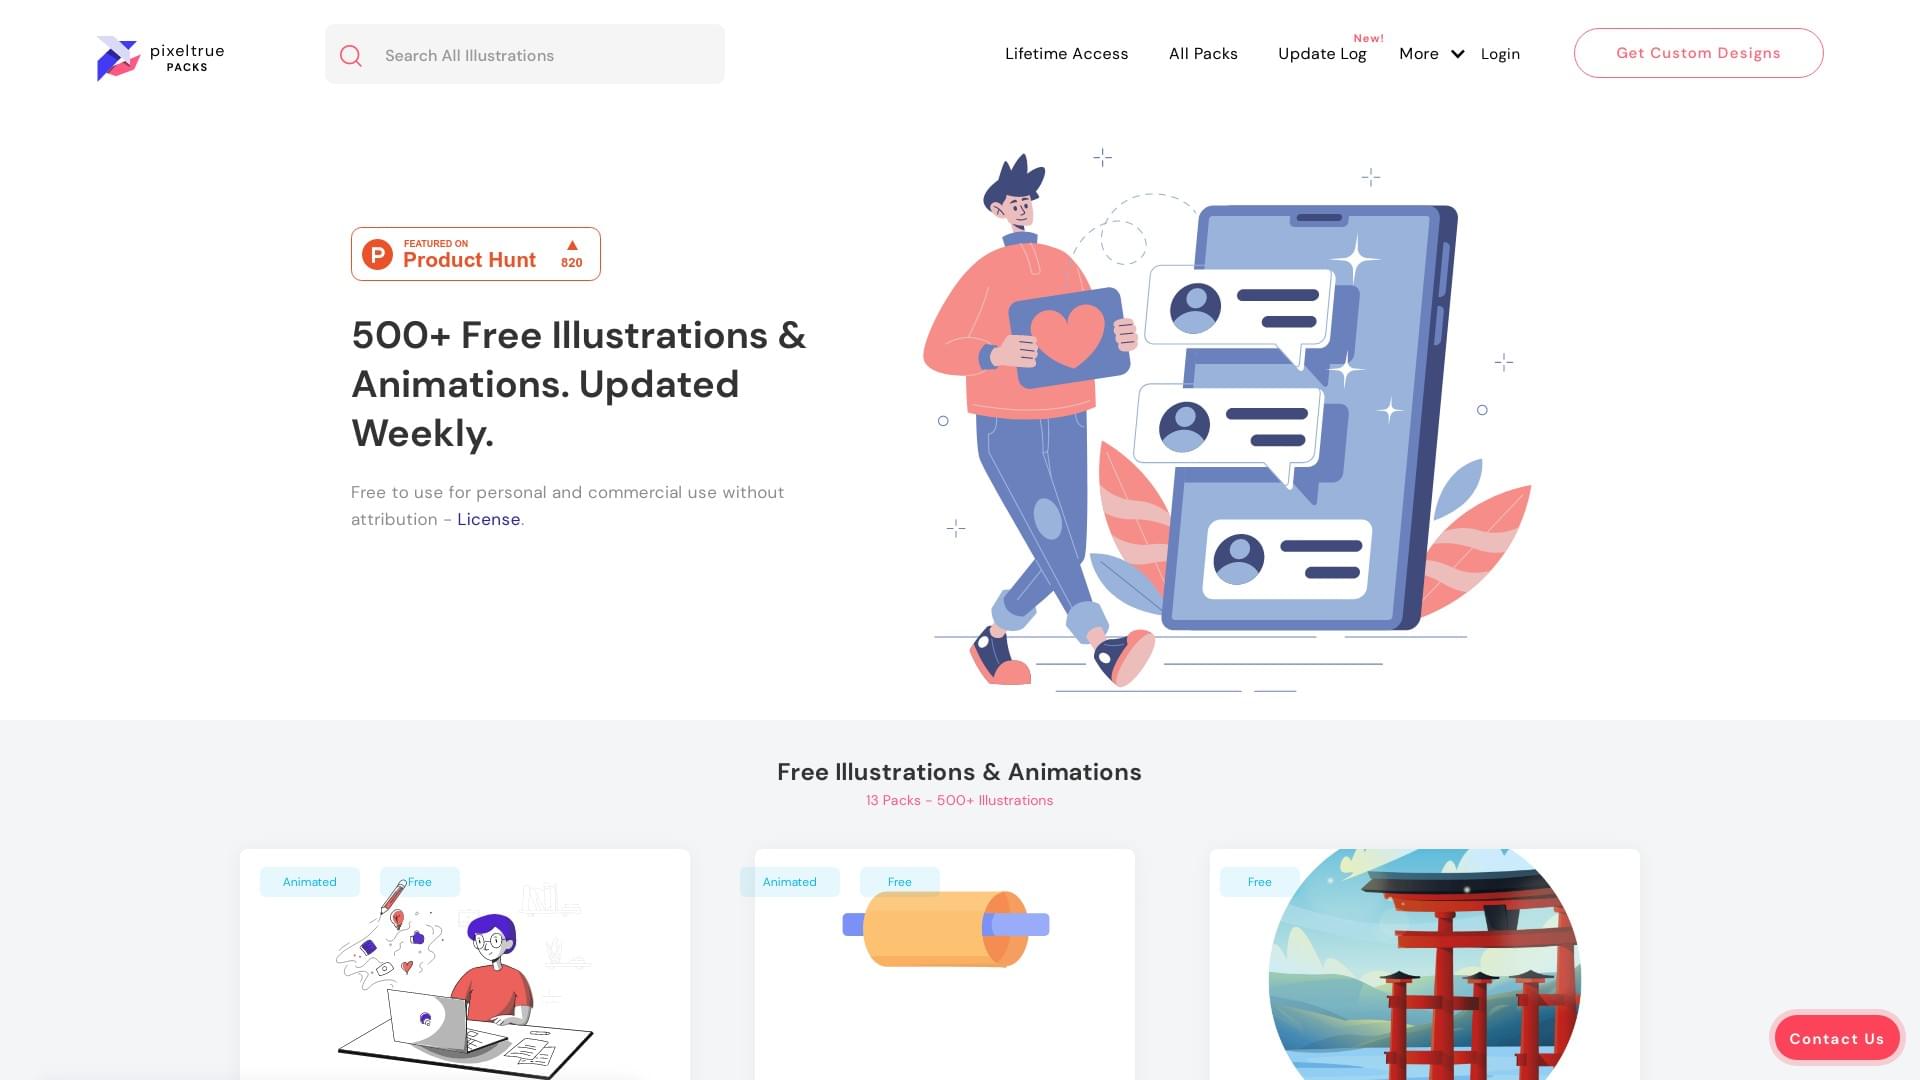 pixeltrue
PACKS
Search All Illustrations
Lifetime Access
All Packs
Update Log
New!
More
Login
Get Custom Designs
P
FEATURED ON
Product Hunt
820
500+ Free Illustrations &
Animations. Updated
Weekly.
Free to use for personal and commercial use without
attribution - License.
Free Illustrations & Animations
13 Packs - 500+ Illustrations
Animated
Free
Animated
Free
Free
Contact Us